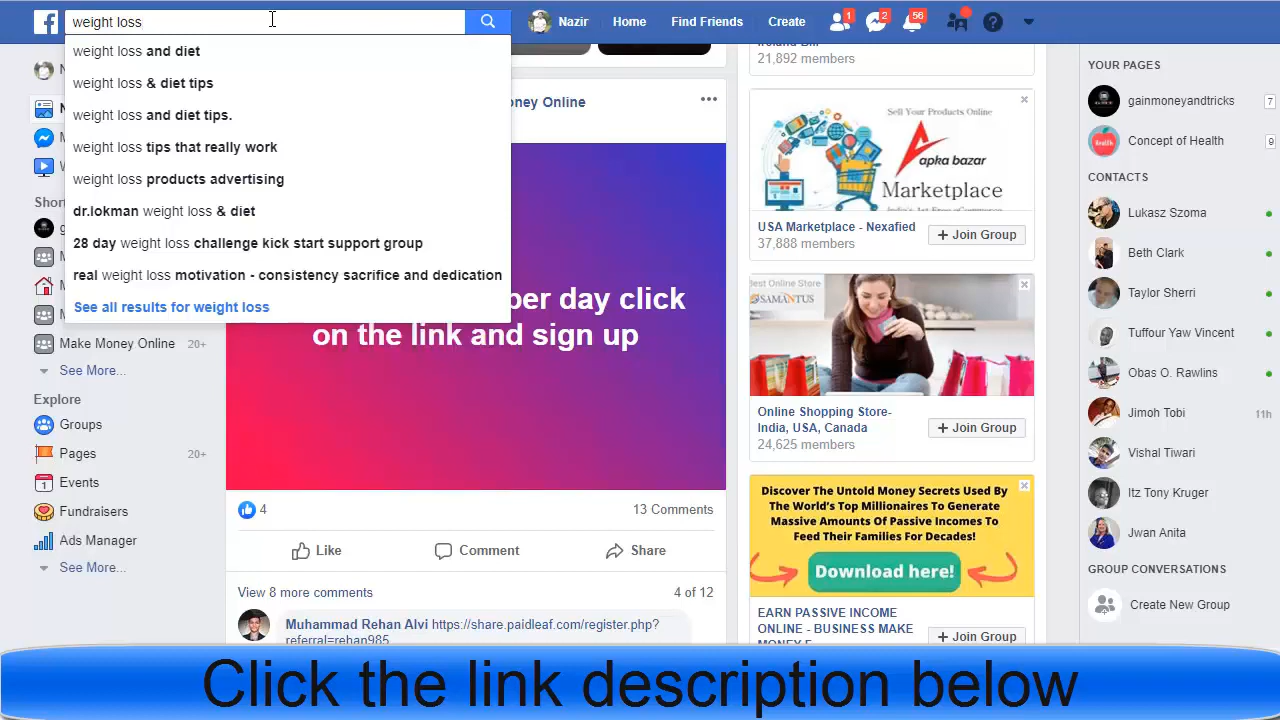 weight loss
Nazir
Home
Find Friends
Create
1
2
56
weight loss and diet
weight loss & diet tips
weight loss and diet tips.
weight loss tips that really work
weight loss products advertising
dr.lokman weight loss & diet
28 day weight loss challenge kick start support group
real weight loss motivation - consistency sacrifice and dedication
See all results for weight loss
Make Money Online 20+
See More...
Explore
Groups
Pages 20+
Events
Fundraisers
Ads Manager
See More...
ney Online
per day click
on the link and sign up
4
13 Comments
Like
Comment
Share
View 8 more comments
4 of 12
Muhammad Rehan Alvi https://share.paidleaf.com/register.php?
referral=rehan985
21,892 members
Sell Your Products Online
apka bazar
Marketplace
USA Marketplace - Nexafied
37,888 members
Join Group
Best Online Store
SAMANTUS
Online Shopping Store-
India, USA, Canada
24,625 members
Join Group
Discover The Untold Money Secrets Used By
The World's Top Millionaires To Generate
Massive Amounts Of Passive Incomes To
Feed Their Families For Decades!
Download here!
EARN PASSIVE INCOME
ONLINE - BUSINESS MAKE
Join Group
YOUR PAGES
gainmoneyandtricks 7
Concept of Health 9
CONTACTS
Lukasz Szoma
Beth Clark
Taylor Sherri
Tuffour Yaw Vincent
Obas O. Rawlins
Jimoh Tobi 11h
Vishal Tiwari
Itz Tony Kruger
Jwan Anita
GROUP CONVERSATIONS
Create New Group
Click the link description below